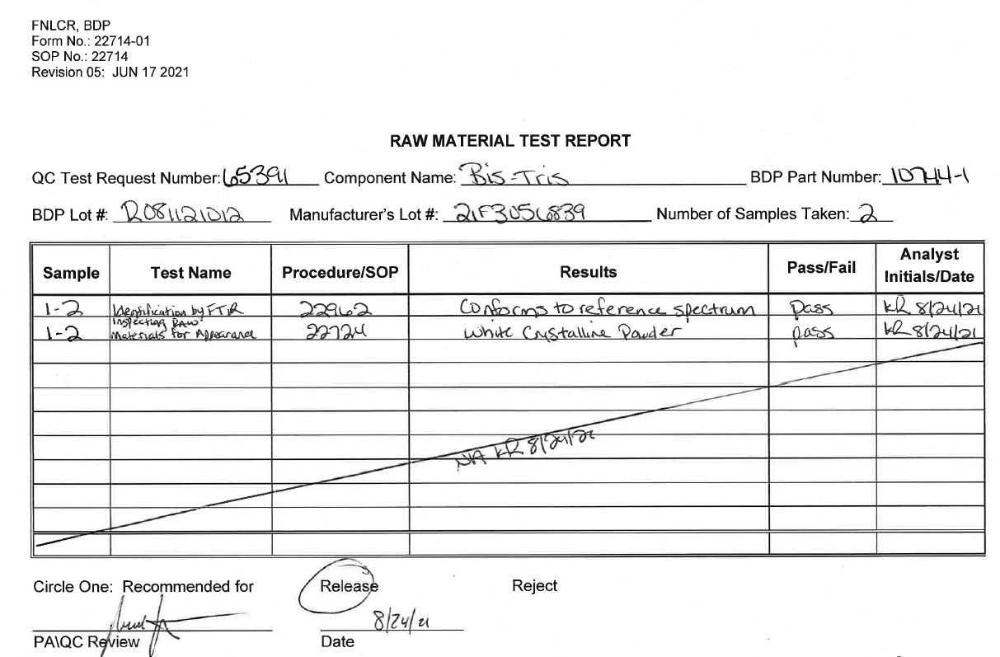 FNLCR, BDP
Form No.: 22714-01
SOP No.: 22714
Revision 05: JUN 17 2021
RAW MATERIAL TEST REPORT
QC Test Request Number: 65391 Component Name: Bis-Tris BDP Part Number: 10744-1
BDP Lot #: R081121012 Manufacturer's Lot #: 21F3056839 Number of Samples Taken: 2
Sample Test Name Procedure/SOP Results Pass/Fail Analyst Initials/Date
1-2 Identification by FTIR 22962 Conforms to reference spectrum pass KR 8/24/21
1-2 Inspecting Raw Materials for Appearance 22724 White Crystalline Powder pass KR 8/24/21
N/A KR 8/24/21
Circle One: Recommended for Release Reject
8/24/21
PA\QC Review Date